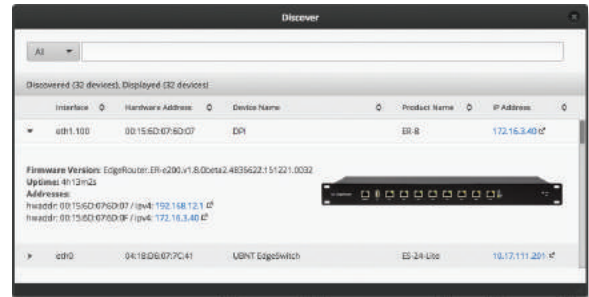 Discover
All
Discovered (32 devices), Displayed (32 devices)
Interface Hardware Address Device Name Product Name IP Address
eth1.100 00:15:6D:07:6D:07 DPI ER-8 172.16.3.40
Firmware Version: EdgeRouter.ER-e200.v1.8.0beta2.4835622.151221.0032
Uptime: 4h13m2s
Addresses:
hwaddr: 00:15:6D:07:6D:07 / ipv4: 192.168.12.1
hwaddr: 00:15:6D:07:6D:0F / ipv4: 172.16.3.40
eth0 04:18:D6:07:7C:41 UBNT EdgeSwitch ES-24-Lite 10.17.111.201